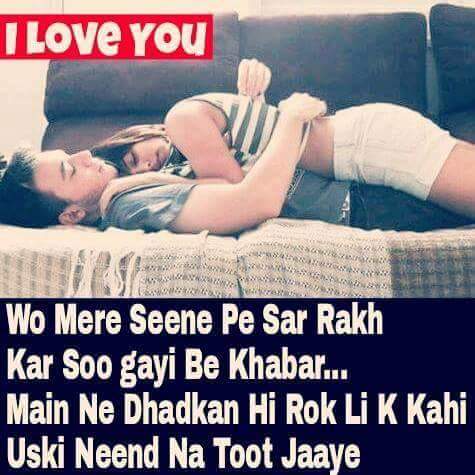 I Love You
Wo Mere Seene Pe Sar Rakh
Kar Soo gayi Be Khabar...
Main Ne Dhadkan Hi Rok Li K Kahi
Uski Neend Na Toot Jaaye